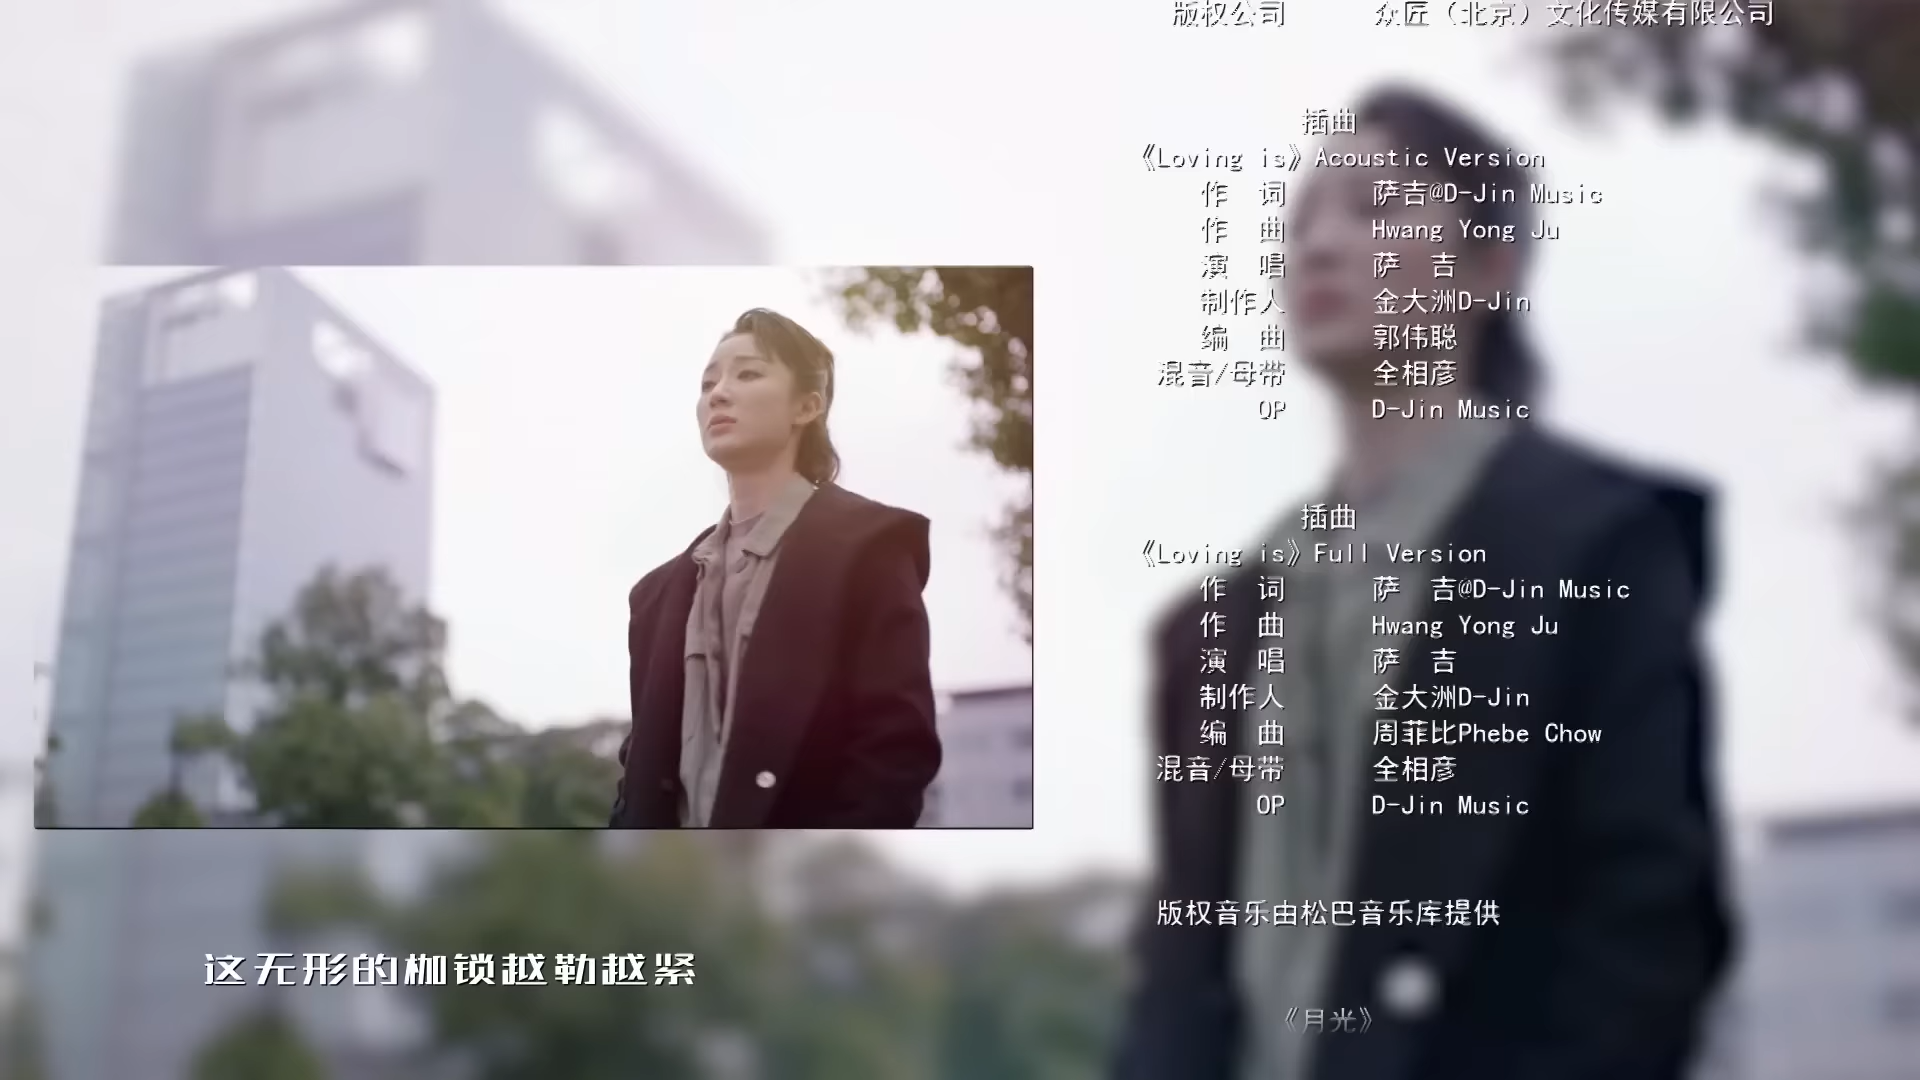 版权公司 众匠（北京）文化传媒有限公司
插曲
《Loving is》Acoustic Version
作 词 萨吉@D-Jin Music
作 曲 Hwang Yong Ju
演 唱 萨 吉
制作人 金大洲D-Jin
编 曲 郭伟聪
混音/母带 全相彦
OP D-Jin Music
插曲
《Loving is》Full Version
作 词 萨 吉@D-Jin Music
作 曲 Hwang Yong Ju
演 唱 萨 吉
制作人 金大洲D-Jin
编 曲 周菲比Phebe Chow
混音/母带 全相彦
OP D-Jin Music
版权音乐由松巴音乐库提供
《月光》
这无形的枷锁越勒越紧